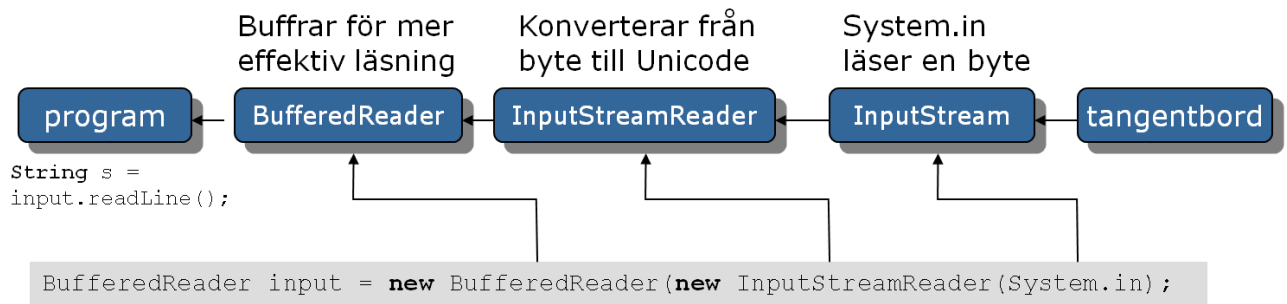 Buffrar för mer
effektiv läsning
Konverterar från
byte till Unicode
System.in
läser en byte
program
BufferedReader
InputStreamReader
InputStream
tangentbord
String s =
input.readLine();
BufferedReader input = new BufferedReader(new InputStreamReader(System.in);